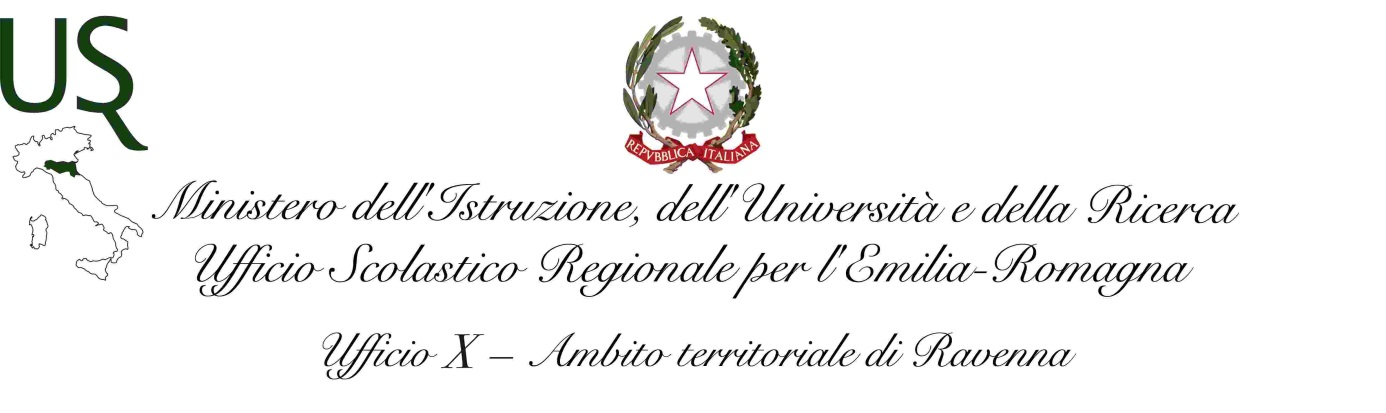 USR
REPVBBLICA ITALIANA
Ministero dell'Istruzione, dell'Università e della Ricerca
Ufficio Scolastico Regionale per l'Emilia-Romagna
Ufficio X – Ambito territoriale di Ravenna